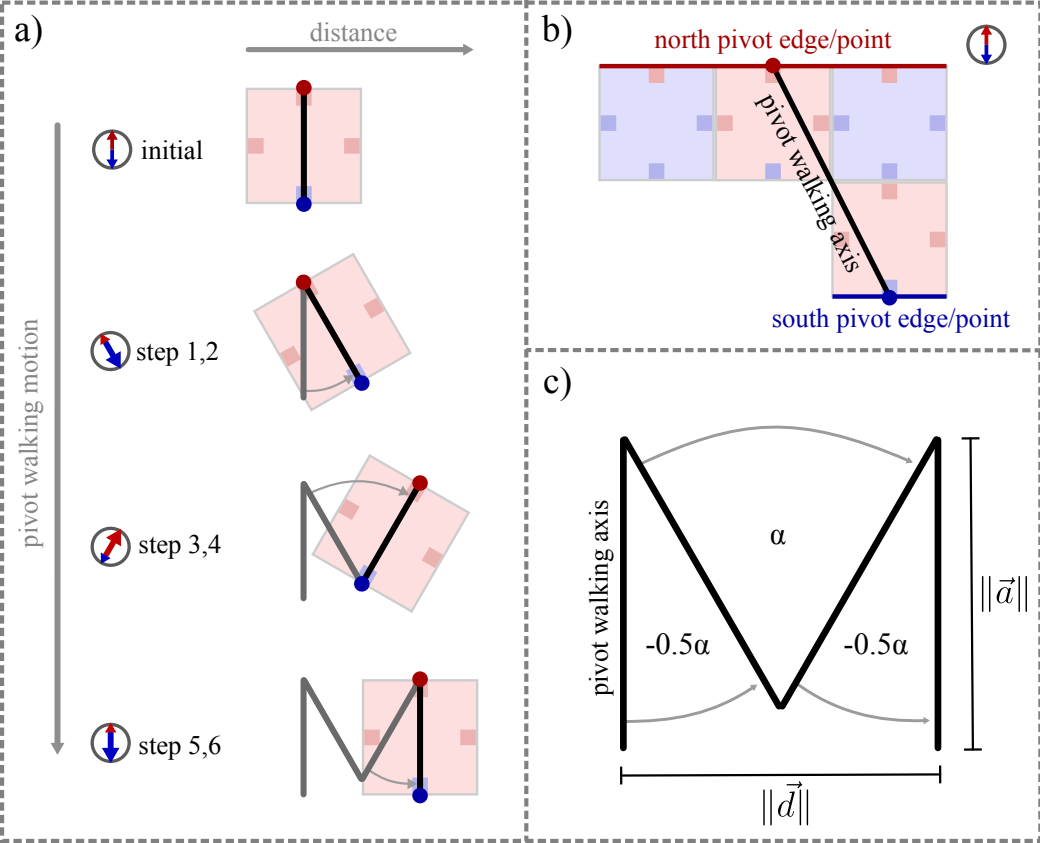 a)
distance
initial
step 1,2
step 3,4
step 5,6
pivot walking motion
b)
north pivot edge/point
pivot walking axis
south pivot edge/point
c)
pivot walking axis
α
-0.5α
-0.5α
||a⃗||
||d⃗||